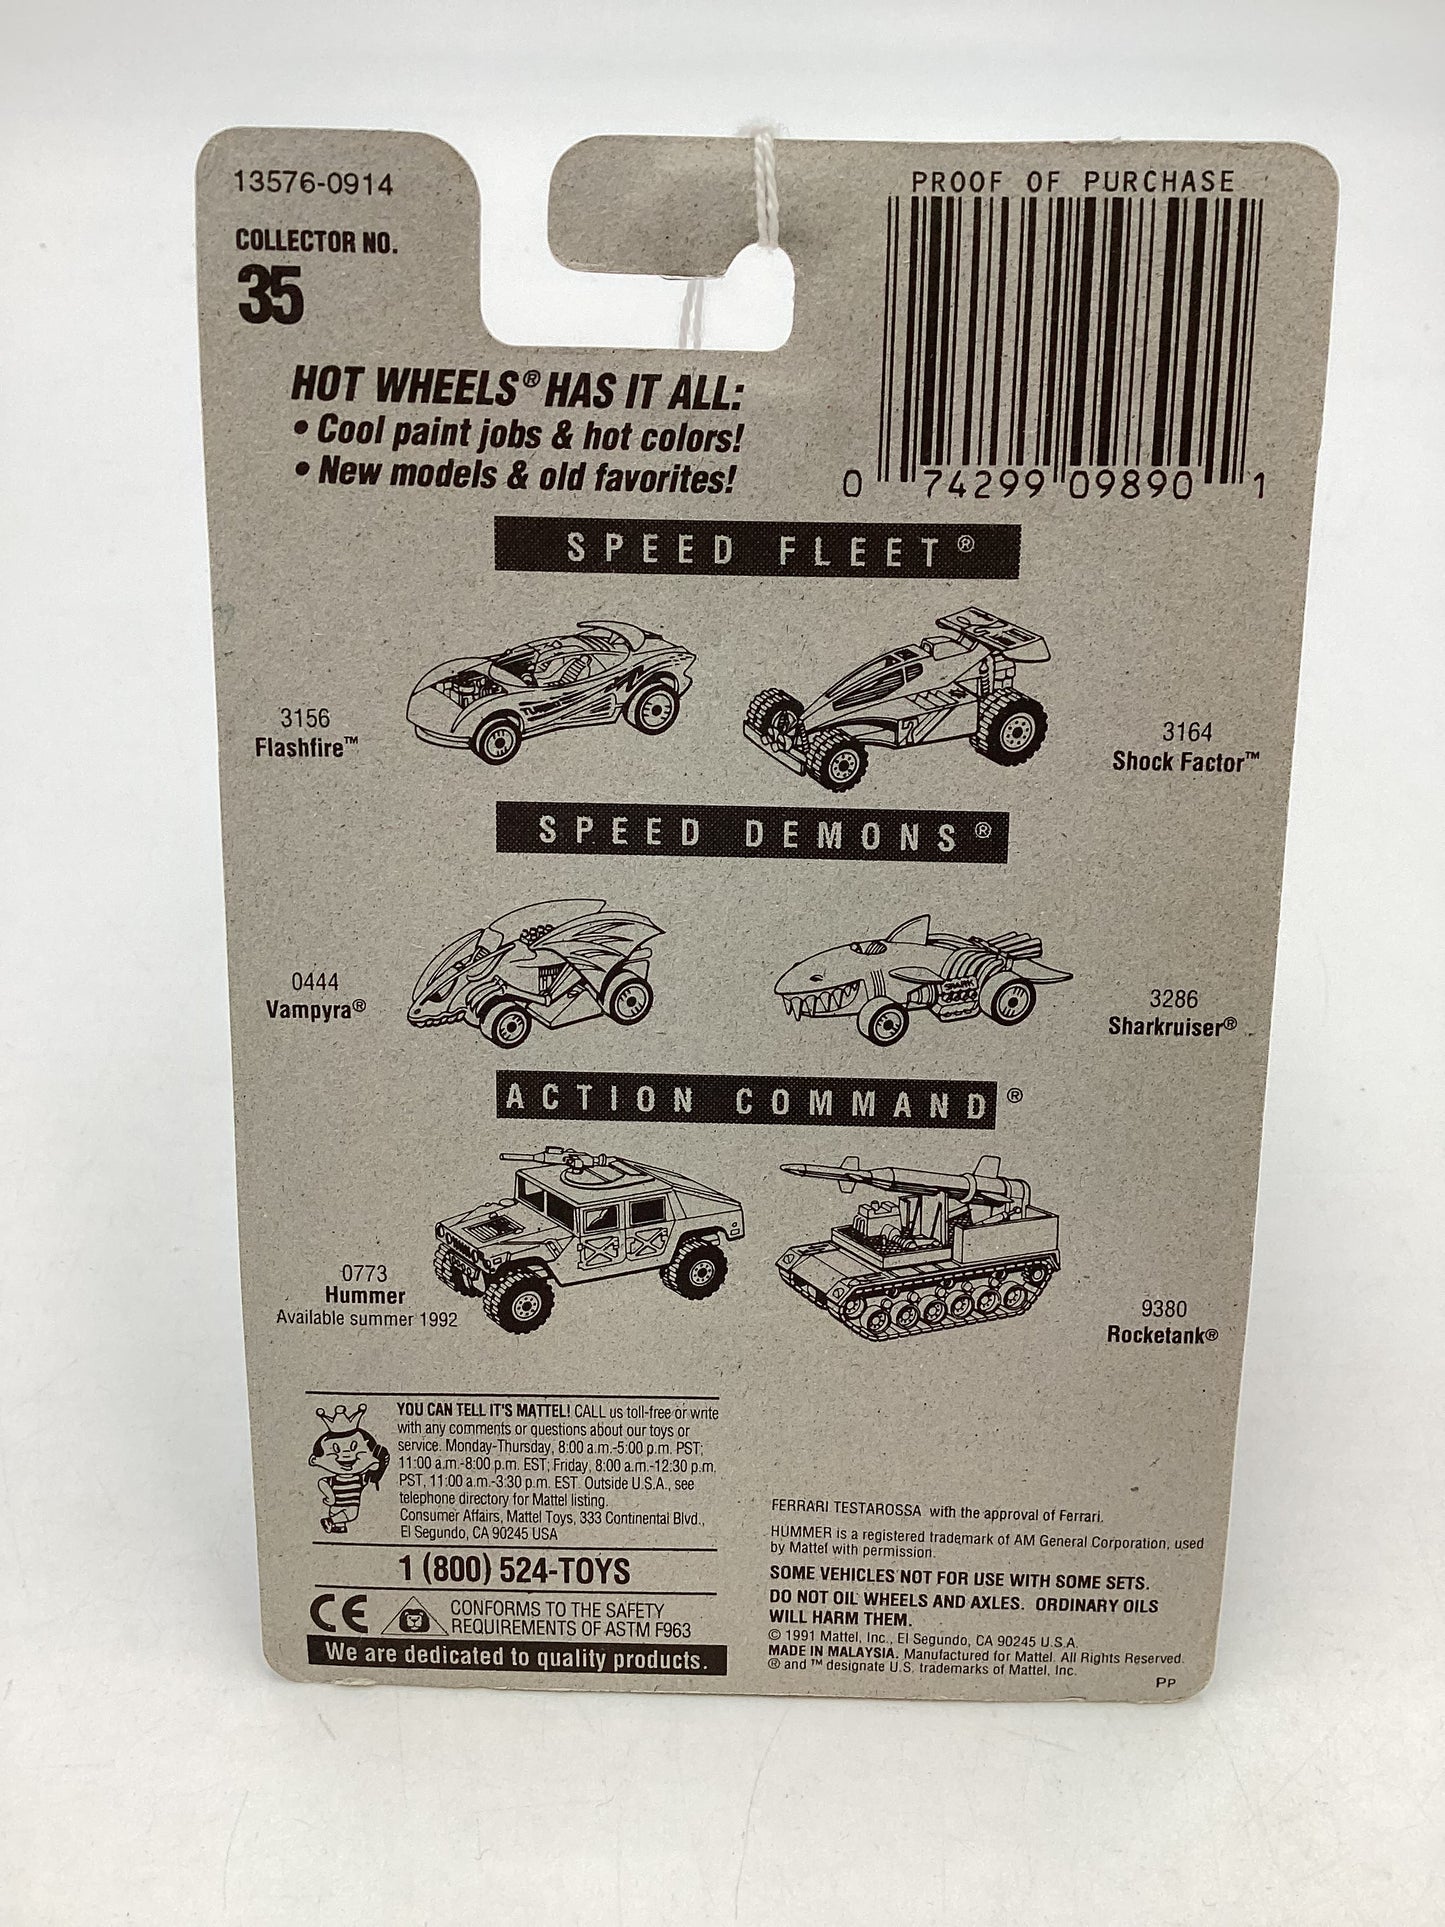 13576-0914
COLLECTOR NO.
35
PROOF OF PURCHASE
0 74299 09890 1
HOT WHEELS® HAS IT ALL:
• Cool paint jobs & hot colors!
• New models & old favorites!
SPEED FLEET®
3156
Flashfire™
3164
Shock Factor™
SPEED DEMONS®
0444
Vampyra®
3286
Sharkruiser®
ACTION COMMAND®
0773
Hummer
Available summer 1992
9380
Rocketank®
YOU CAN TELL IT'S MATTEL! CALL us toll-free or write
with any comments or questions about our toys or
service. Monday-Thursday, 8:00 a.m.-5:00 p.m. PST;
11:00 a.m.-8:00 p.m. EST; Friday, 8:00 a.m.-12:30 p.m.
PST, 11:00 a.m.-3:30 p.m. EST. Outside U.S.A., see
telephone directory for Mattel listing.
Consumer Affairs, Mattel Toys, 333 Continental Blvd.,
El Segundo, CA 90245 USA
1 (800) 524-TOYS
CE
CONFORMS TO THE SAFETY
REQUIREMENTS OF ASTM F963
We are dedicated to quality products.
FERRARI TESTAROSSA with the approval of Ferrari.
HUMMER is a registered trademark of AM General Corporation, used
by Mattel with permission.
SOME VEHICLES NOT FOR USE WITH SOME SETS.
DO NOT OIL WHEELS AND AXLES. ORDINARY OILS
WILL HARM THEM.
© 1991 Mattel, Inc., El Segundo, CA 90245 U.S.A.
MADE IN MALAYSIA. Manufactured for Mattel. All Rights Reserved.
® and ™ designate U.S. trademarks of Mattel, Inc.
PP